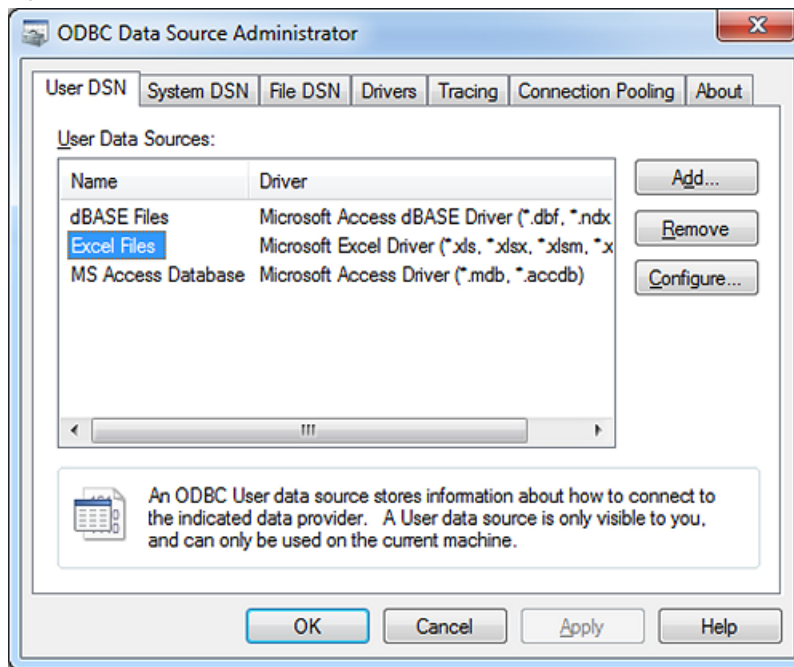 ODBC Data Source Administrator
User DSN System DSN File DSN Drivers Tracing Connection Pooling About
User Data Sources:
Name Driver
dBASE Files Microsoft Access dBASE Driver (*.dbf, *.ndx
Excel Files Microsoft Excel Driver (*.xls, *.xlsx, *.xlsm, *.x
MS Access Database Microsoft Access Driver (*.mdb, *.accdb)
Add...
Remove
Configure...
An ODBC User data source stores information about how to connect to
the indicated data provider. A User data source is only visible to you,
and can only be used on the current machine.
OK Cancel Apply Help